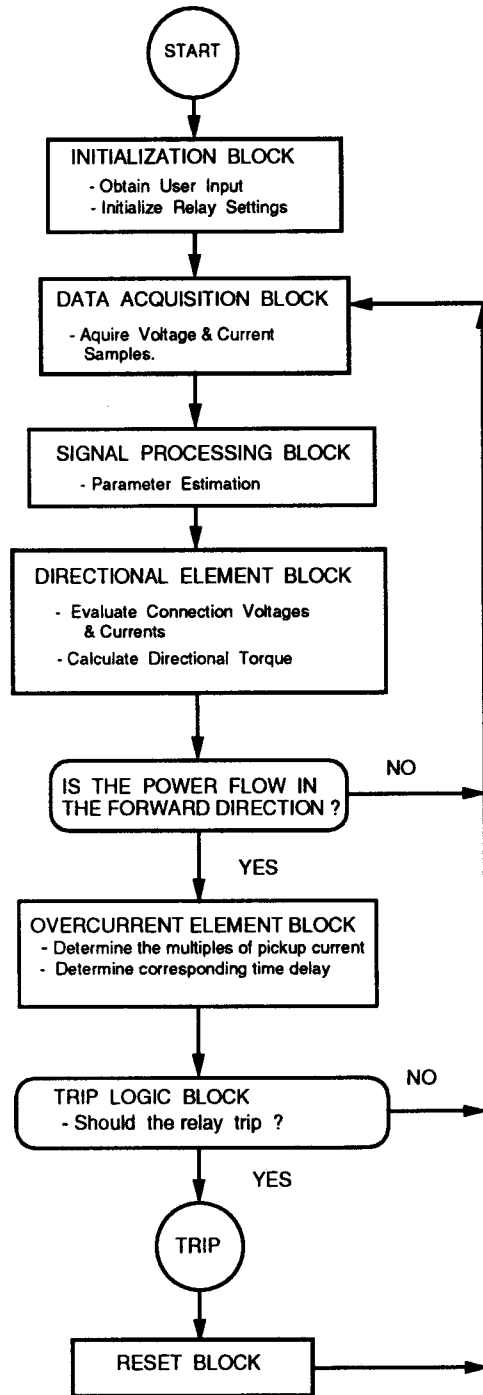 START
INITIALIZATION BLOCK
- Obtain User Input
- Initialize Relay Settings
DATA ACQUISITION BLOCK
- Aquire Voltage & Current
Samples.
SIGNAL PROCESSING BLOCK
- Parameter Estimation
DIRECTIONAL ELEMENT BLOCK
- Evaluate Connection Voltages
& Currents
- Calculate Directional Torque
IS THE POWER FLOW IN
THE FORWARD DIRECTION ?
NO
YES
OVERCURRENT ELEMENT BLOCK
- Determine the multiples of pickup current
- Determine corresponding time delay
TRIP LOGIC BLOCK
- Should the relay trip ?
NO
YES
TRIP
RESET BLOCK